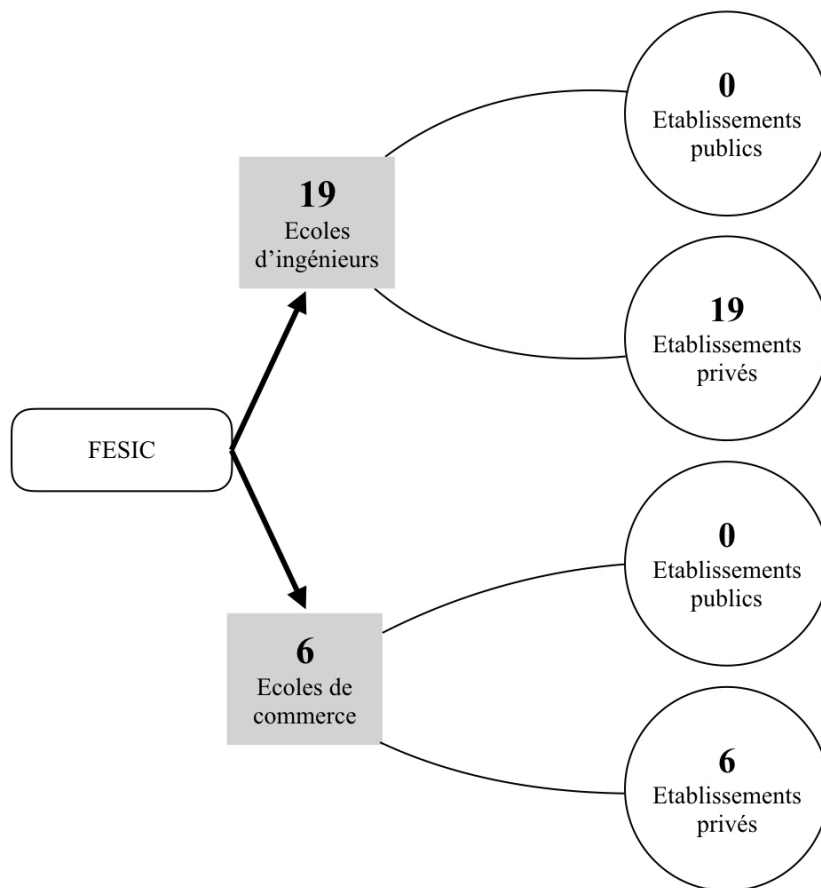 0
Etablissements
publics
19
Ecoles
d’ingénieurs
19
Etablissements
privés
FESIC
0
Etablissements
publics
6
Ecoles de
commerce
6
Etablissements
privés